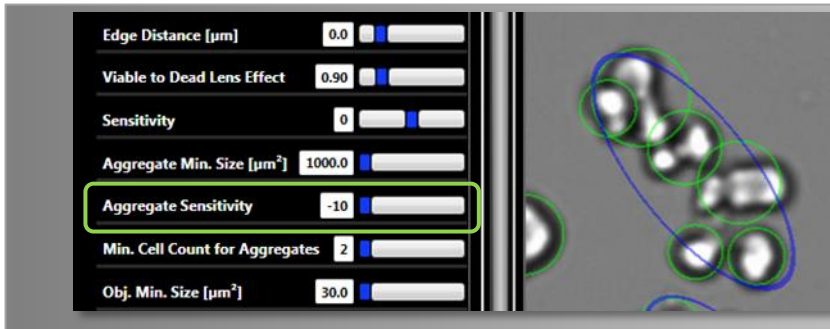 Edge Distance [µm] 0.0
Viable to Dead Lens Effect 0.90
Sensitivity 0
Aggregate Min. Size [µm²] 1000.0
Aggregate Sensitivity -10
Min. Cell Count for Aggregates 2
Obj. Min. Size [µm²] 30.0